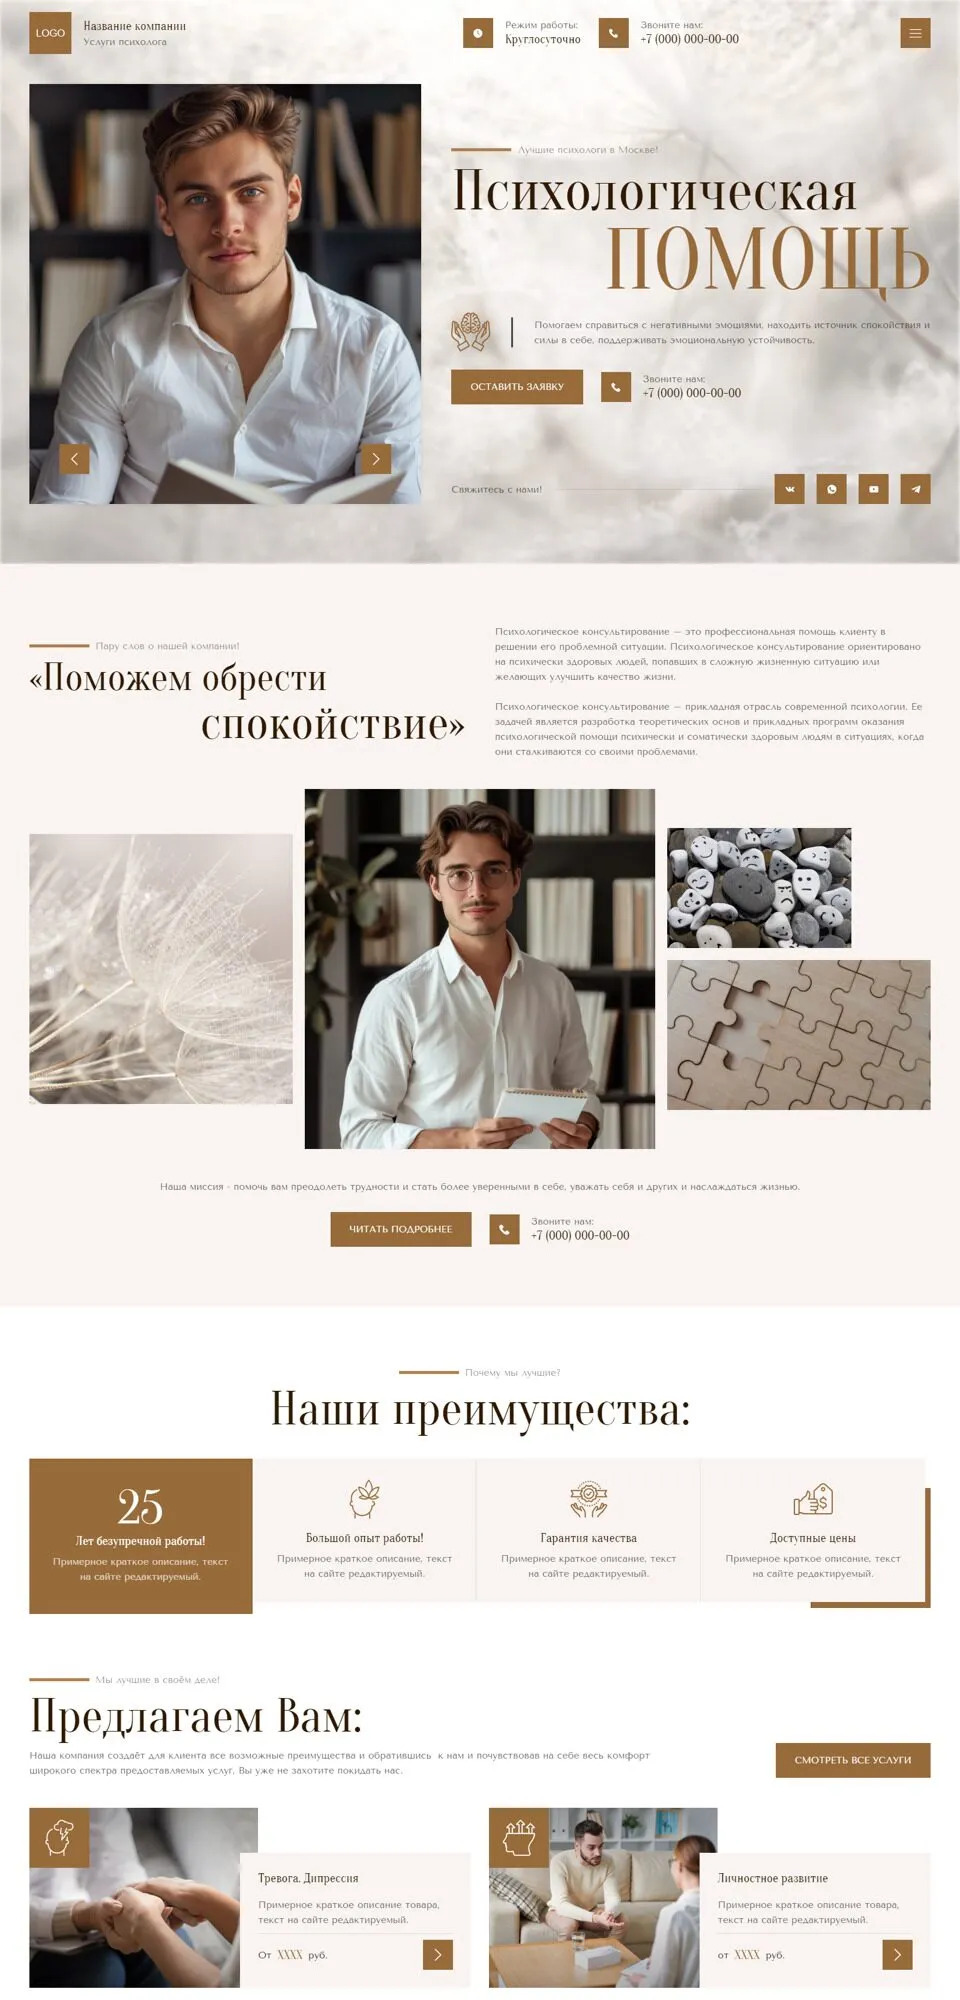 LOGO
Название компании
Услуги психолога
Режим работы:
Круглосуточно
Звоните нам:
+7 (000) 000-00-00
Лучшие психологи в Москве!
Психологическая
ПОМОЩЬ
Помогаем справиться с негативными эмоциями, находить источник спокойствия и
силы в себе, поддерживать эмоциональную устойчивость.
ОСТАВИТЬ ЗАЯВКУ
Звоните нам:
+7 (000) 000-00-00
Свяжитесь с нами!
Пару слов о нашей компании!
«Поможем обрести
спокойствие»
Психологическое консультирование – это профессиональная помощь клиенту в
решении его проблемной ситуации. Психологическое консультирование ориентировано
на психически здоровых людей, попавших в сложную жизненную ситуацию или
желающих улучшить качество жизни.
Психологическое консультирование – прикладная отрасль современной психологии. Ее
задачей является разработка теоретических основ и прикладных программ оказания
психологической помощи психически и соматически здоровым людям в ситуациях, когда
они сталкиваются со своими проблемами.
Наша миссия - помочь вам преодолеть трудности и стать более уверенными в себе, уважать себя и других и наслаждаться жизнью.
ЧИТАТЬ ПОДРОБНЕЕ
Звоните нам:
+7 (000) 000-00-00
Почему мы лучшие?
Наши преимущества:
25
Лет безупречной работы!
Примерное краткое описание, текст
на сайте редактируемый.
Большой опыт работы!
Примерное краткое описание, текст
на сайте редактируемый.
Гарантия качества
Примерное краткое описание, текст
на сайте редактируемый.
Доступные цены
Примерное краткое описание, текст
на сайте редактируемый.
Мы лучшие в своём деле!
Предлагаем Вам:
Наша компания создаёт для клиента все возможные преимущества и обратившись к нам и почувствовав на себе весь комфорт
широкого спектра предоставляемых услуг, Вы уже не захотите покидать нас.
СМОТРЕТЬ ВСЕ УСЛУГИ
Тревога. Дипрессия
Примерное краткое описание товара,
текст на сайте редактируемый.
От XXXX руб.
Личностное развитие
Примерное краткое описание товара,
текст на сайте редактируемый.
от XXXX руб.